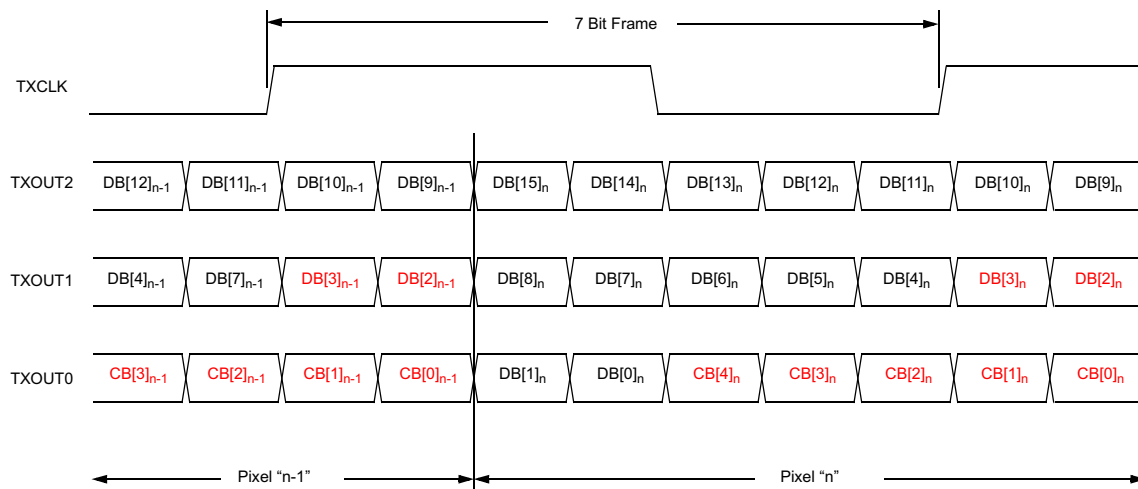 7 Bit Frame
TXCLK
TXOUT2 DB[12]n-1 DB[11]n-1 DB[10]n-1 DB[9]n-1 DB[15]n DB[14]n DB[13]n DB[12]n DB[11]n DB[10]n DB[9]n
TXOUT1 DB[4]n-1 DB[7]n-1 DB[3]n-1 DB[2]n-1 DB[8]n DB[7]n DB[6]n DB[5]n DB[4]n DB[3]n DB[2]n
TXOUT0 CB[3]n-1 CB[2]n-1 CB[1]n-1 CB[0]n-1 DB[1]n DB[0]n CB[4]n CB[3]n CB[2]n CB[1]n CB[0]n
Pixel “n-1” Pixel “n”